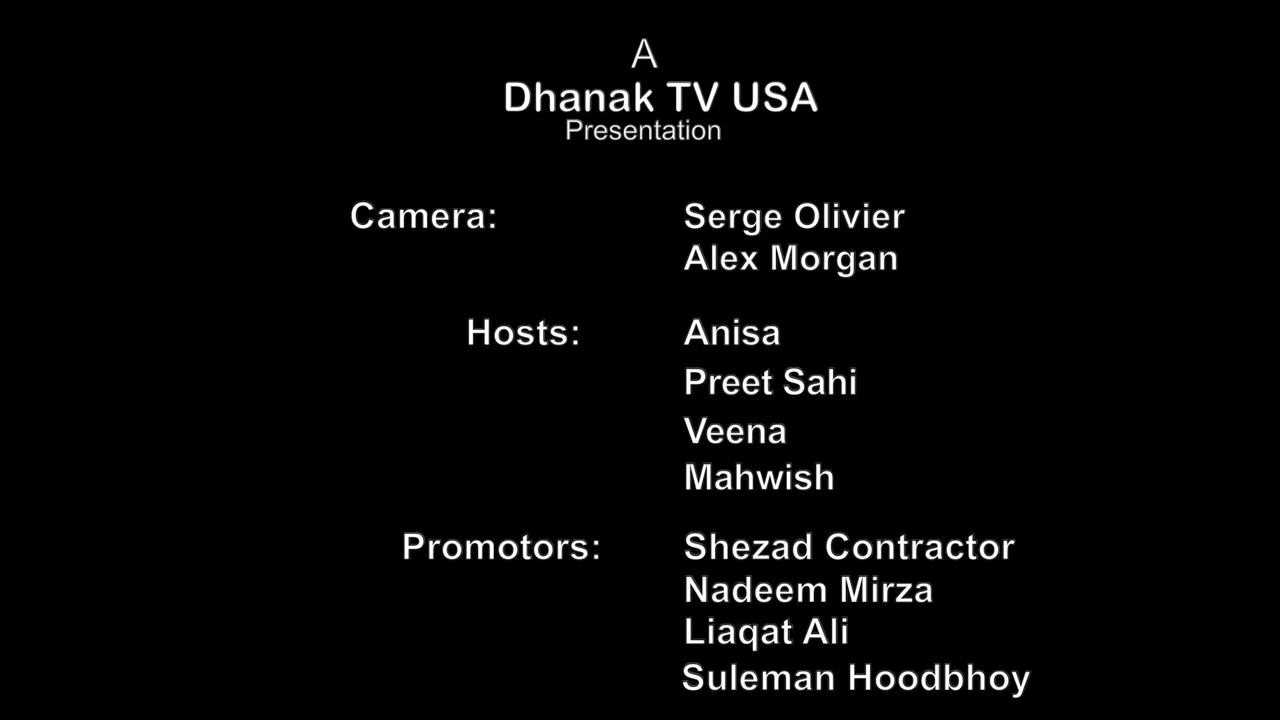 A
Dhanak TV USA
Presentation
Camera: Serge Olivier
Alex Morgan
Hosts: Anisa
Preet Sahi
Veena
Mahwish
Promotors: Shezad Contractor
Nadeem Mirza
Liaqat Ali
Suleman Hoodbhoy